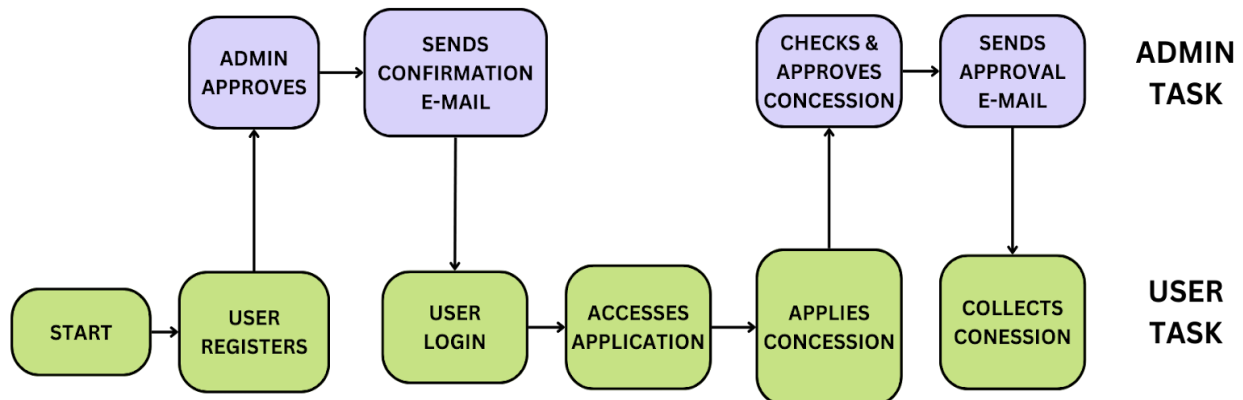 ADMIN
APPROVES
SENDS
CONFIRMATION
E-MAIL
CHECKS &
APPROVES
CONCESSION
SENDS
APPROVAL
E-MAIL
ADMIN
TASK
START
USER
REGISTERS
USER
LOGIN
ACCESSES
APPLICATION
APPLIES
CONCESSION
COLLECTS
CONESSION
USER
TASK